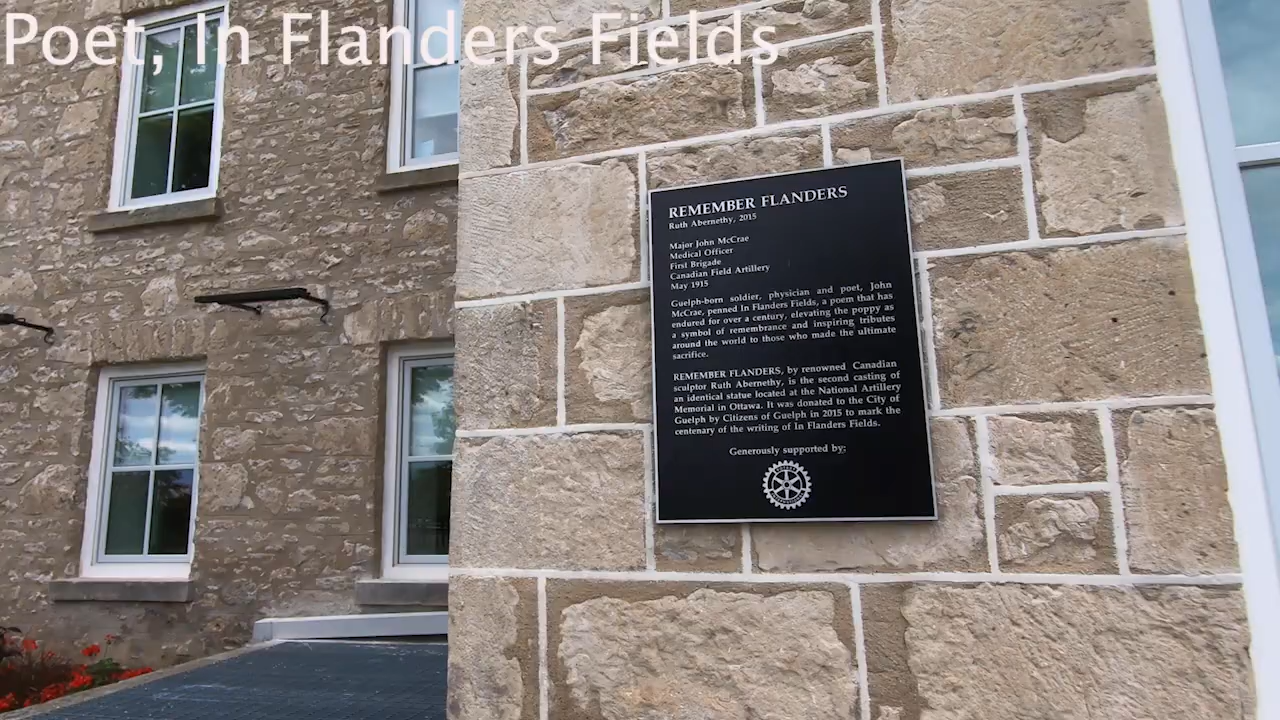 Poet, In Flanders Fields
REMEMBER FLANDERS
Ruth Abernethy, 2015
Major John McCrae
Medical Officer
First Brigade
Canadian Field Artillery
May 1915
Guelph-born soldier, physician and poet, John
McCrae, penned In Flanders Fields, a poem that has
endured for over a century, elevating the poppy as
a symbol of remembrance and inspiring tributes
around the world to those who made the ultimate
sacrifice.
REMEMBER FLANDERS, by renowned Canadian
sculptor Ruth Abernethy, is the second casting of
an identical statue located at the National Artillery
Memorial in Ottawa. It was donated to the City of
Guelph by Citizens of Guelph in 2015 to mark the
centenary of the writing of In Flanders Fields.
Generously supported by: